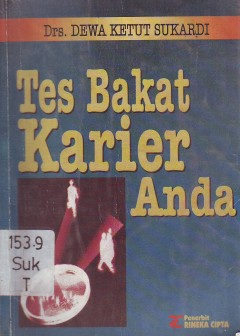 Drs. DEWA KETUT SUKARDI
Tes Bakat
Karier
Anda
153.9
Suk
T
Penerbit
RINEKA CIPTA